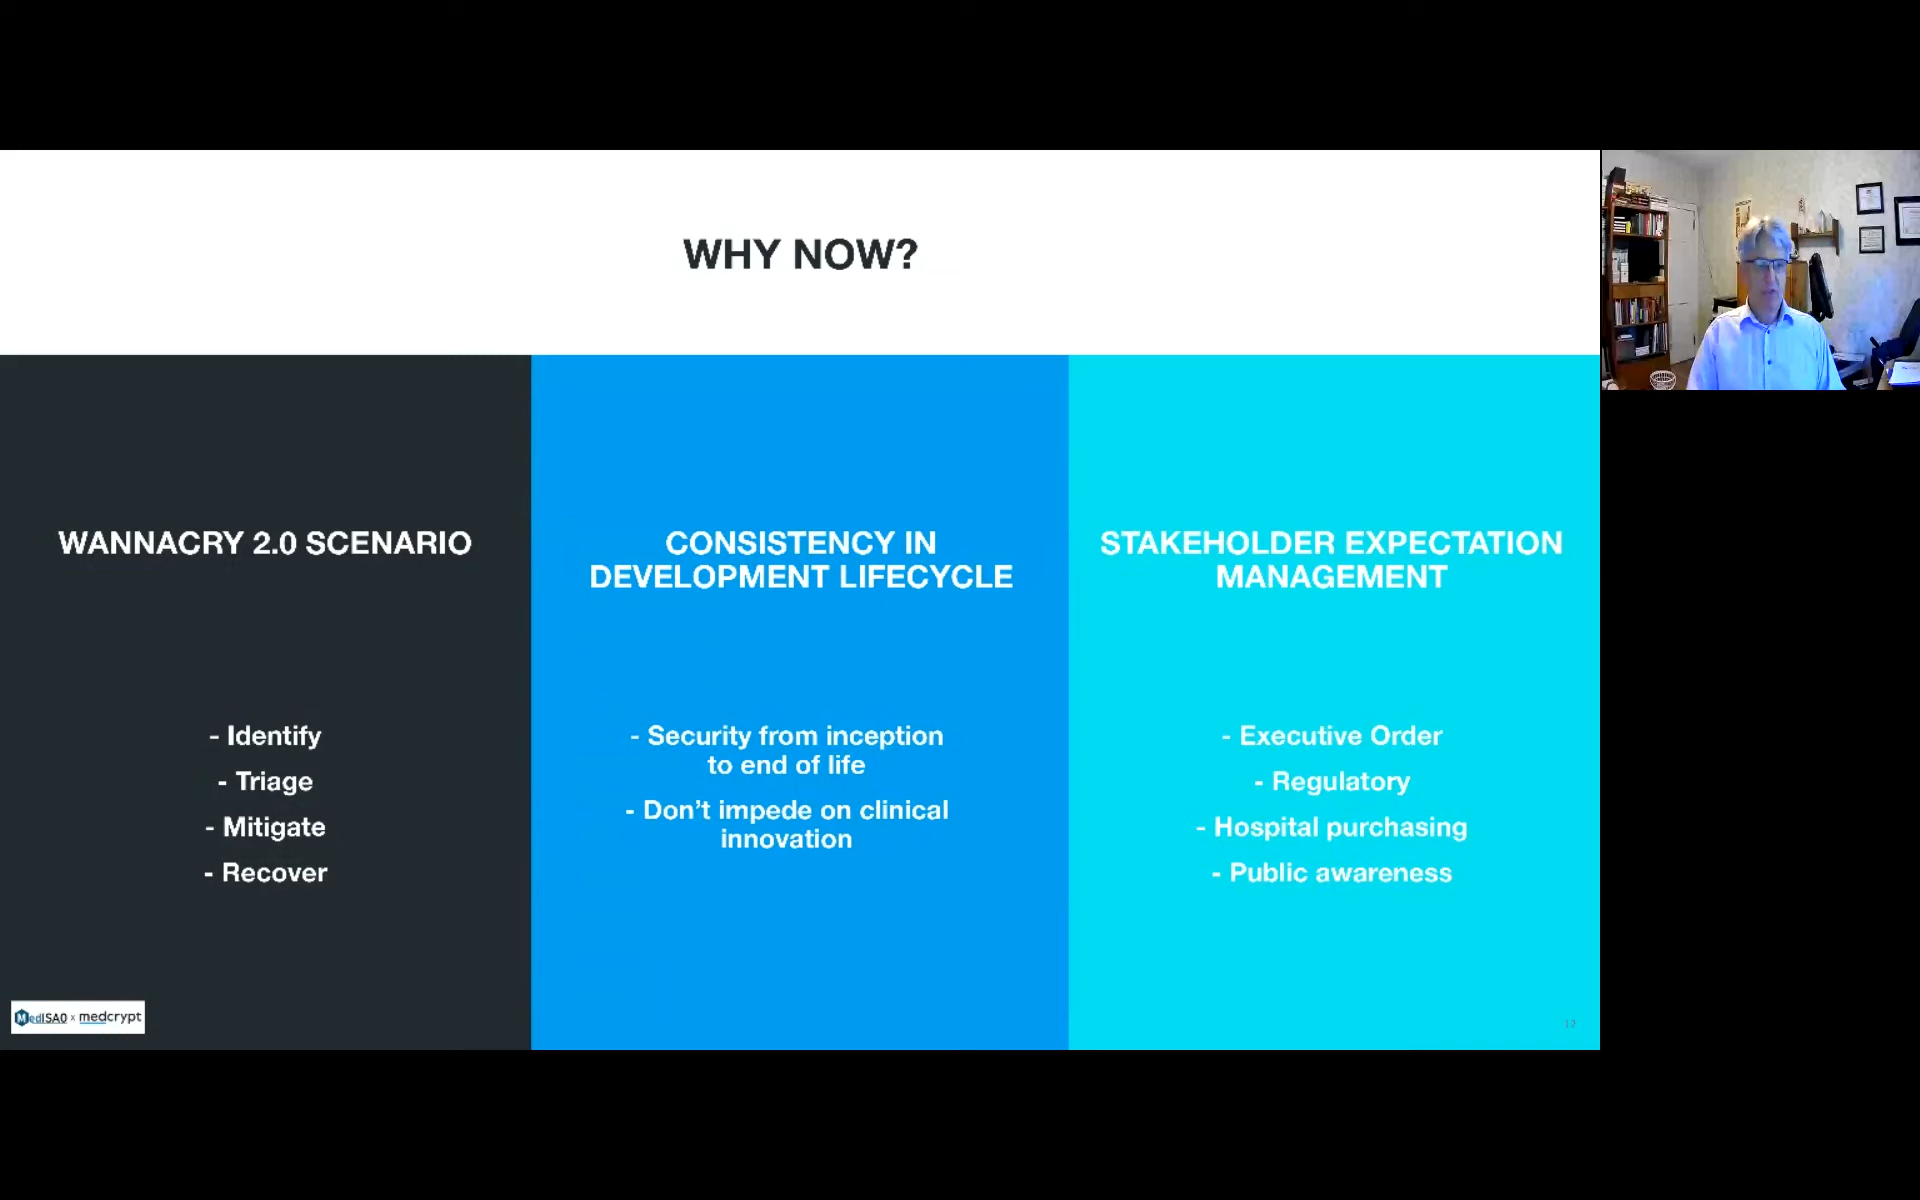 WHY NOW?
WANNACRY 2.0 SCENARIO
- Identify
- Triage
- Mitigate
- Recover
CONSISTENCY IN
DEVELOPMENT LIFECYCLE
- Security from inception
to end of life
- Don't impede on clinical
innovation
STAKEHOLDER EXPECTATION
MANAGEMENT
- Executive Order
- Regulatory
- Hospital purchasing
- Public awareness
MedISAO x medcrypt
12